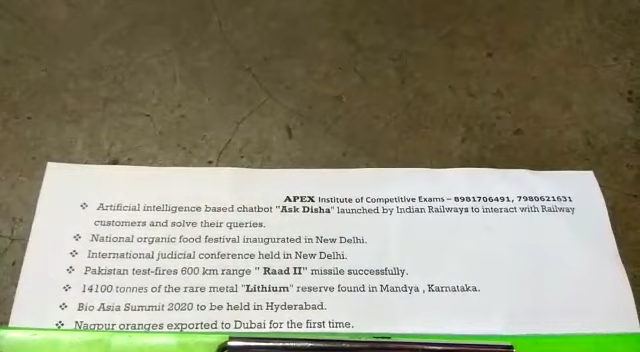 APEX Institute of Competitive Exams – 8981706491, 7980621631
❖ Artificial intelligence based chatbot "Ask Disha" launched by Indian Railways to interact with Railway
customers and solve their queries.
❖ National organic food festival inaugurated in New Delhi.
❖ International judicial conference held in New Delhi.
❖ Pakistan test-fires 600 km range " Raad II" missile successfully.
❖ 14100 tonnes of the rare metal "Lithium" reserve found in Mandya , Karnataka.
❖ Bio Asia Summit 2020 to be held in Hyderabad.
❖ Nagpur oranges exported to Dubai for the first time.